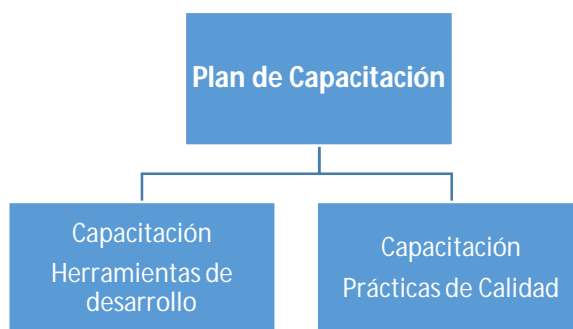 Plan de Capacitación
Capacitación
Herramientas de
desarrollo
Capacitación
Prácticas de Calidad